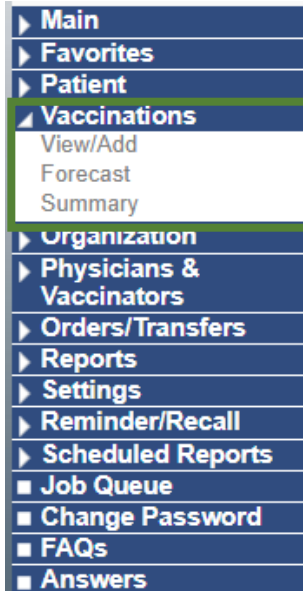 Main
Favorites
Patient
Vaccinations
View/Add
Forecast
Summary
Organization
Physicians &
Vaccinators
Orders/Transfers
Reports
Settings
Reminder/Recall
Scheduled Reports
Job Queue
Change Password
FAQs
Answers